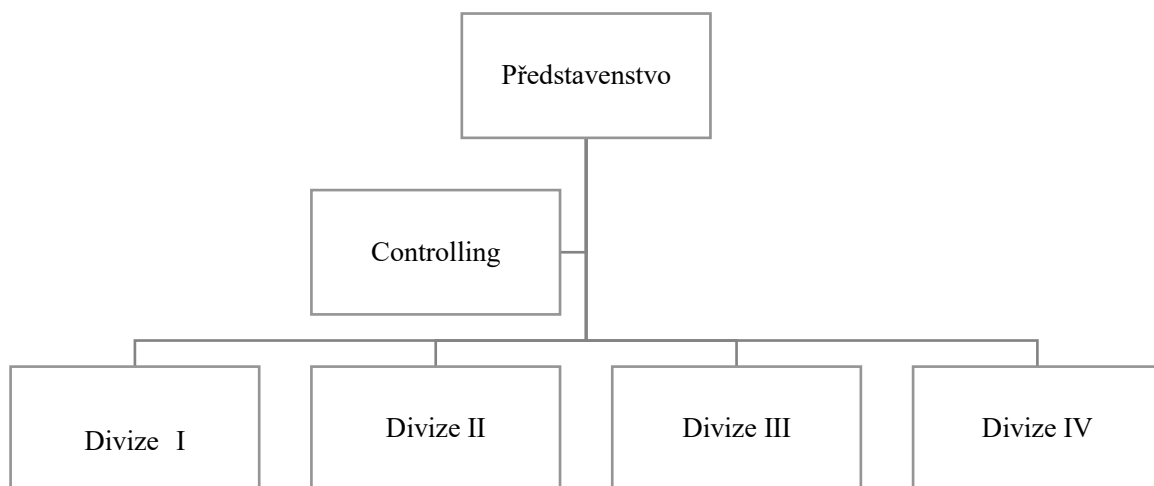 Představenstvo
Controlling
Divize I
Divize II
Divize III
Divize IV